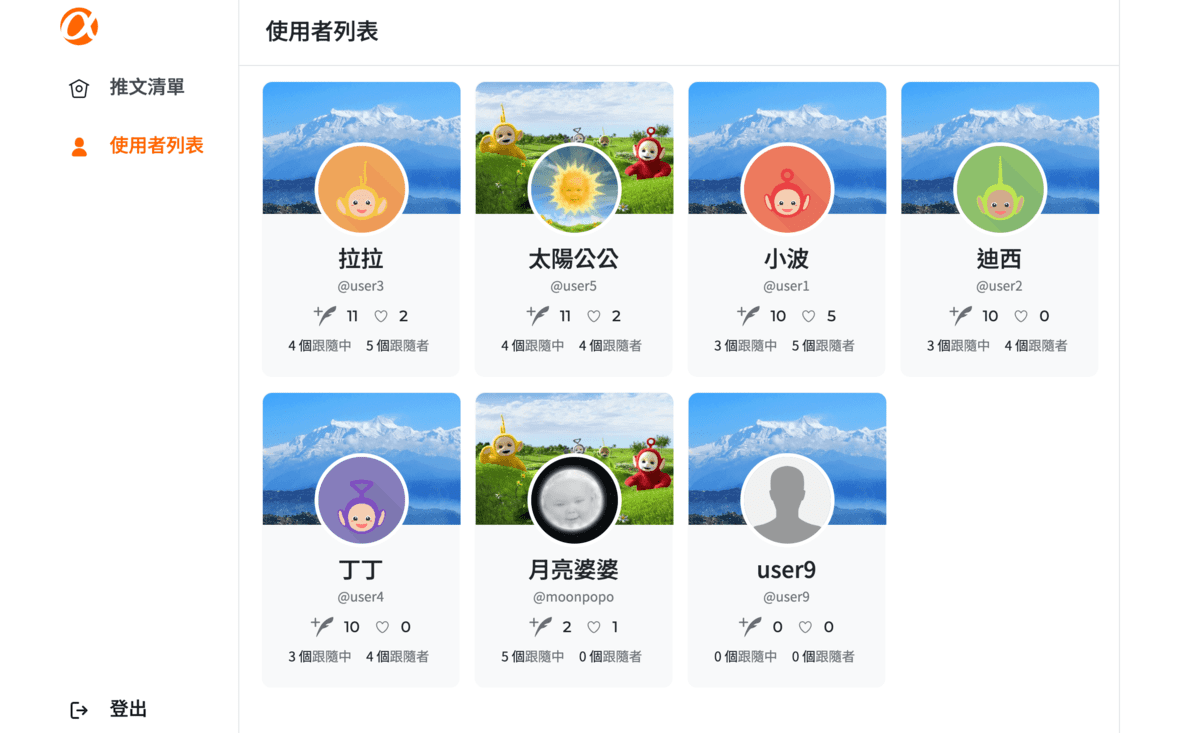 使用者列表
推文清單
使用者列表
拉拉
@user3
11 2
4 個跟隨中 5 個跟隨者
太陽公公
@user5
11 2
4 個跟隨中 4 個跟隨者
小波
@user1
10 5
3 個跟隨中 5 個跟隨者
迪西
@user2
10 0
3 個跟隨中 4 個跟隨者
丁丁
@user4
10 0
3 個跟隨中 4 個跟隨者
月亮婆婆
@moonpopo
2 1
5 個跟隨中 0 個跟隨者
user9
@user9
0 0
0 個跟隨中 0 個跟隨者
登出